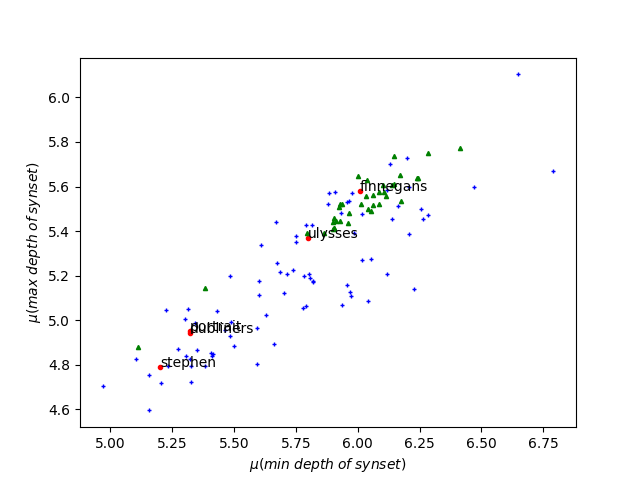 6.0
5.8
5.6
5.4
5.2
5.0
4.8
4.6
μ(max depth of synset)
finnegans
ulysses
portrait
dubliners
stephen
5.00 5.25 5.50 5.75 6.00 6.25 6.50 6.75
μ(min depth of synset)